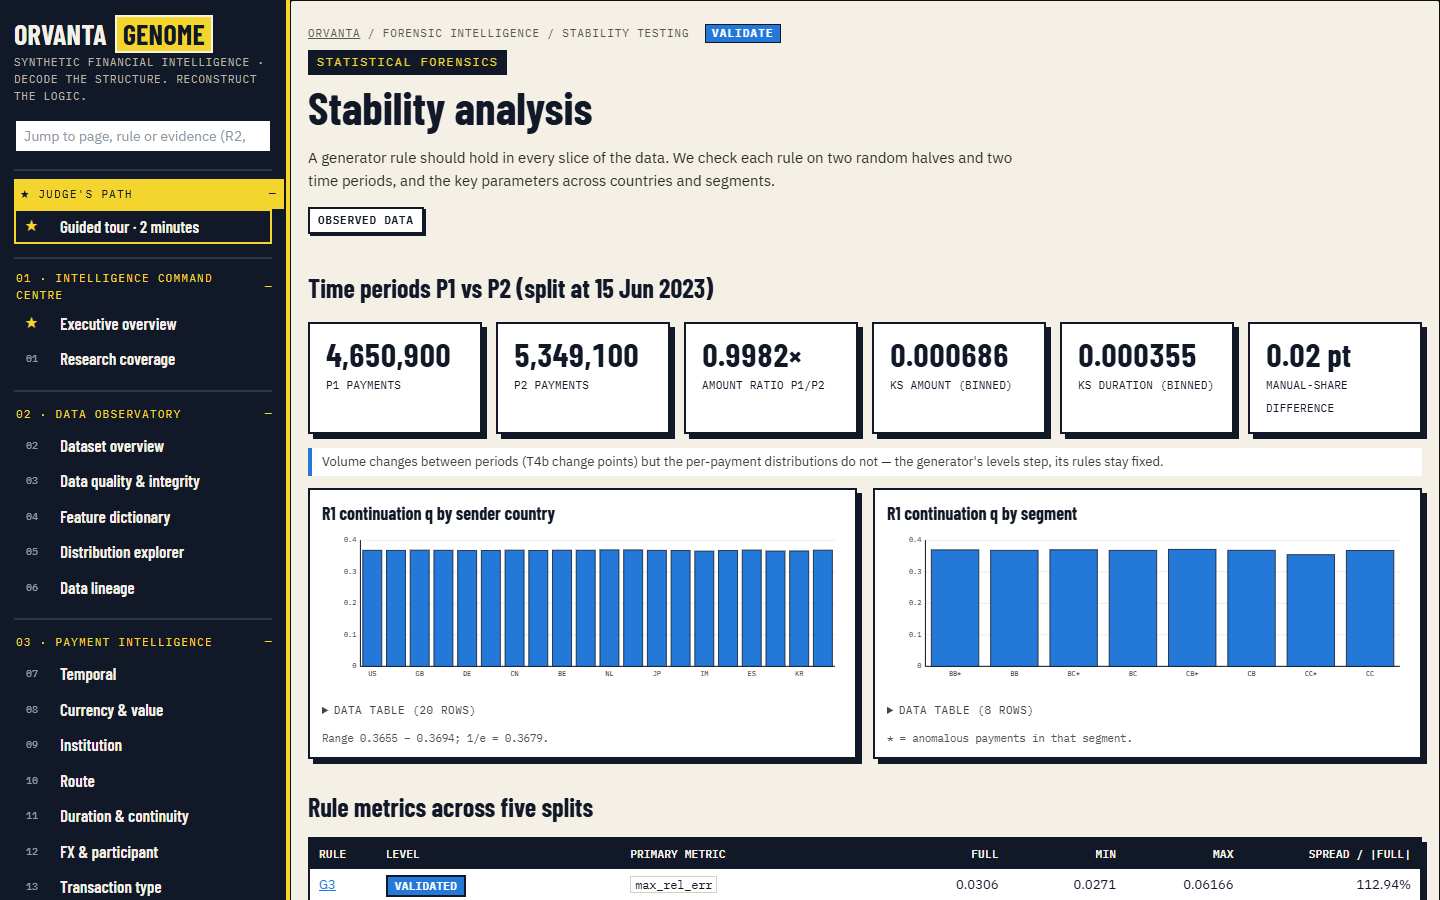 ORVANTA GENOME
SYNTHETIC FINANCIAL INTELLIGENCE ·
DECODE THE STRUCTURE. RECONSTRUCT
THE LOGIC.
Jump to page, rule or evidence (R2,
★ JUDGE'S PATH –
★ Guided tour · 2 minutes
01 · INTELLIGENCE COMMAND
CENTRE –
★ Executive overview
01 Research coverage
02 · DATA OBSERVATORY –
02 Dataset overview
03 Data quality & integrity
04 Feature dictionary
05 Distribution explorer
06 Data lineage
03 · PAYMENT INTELLIGENCE –
07 Temporal
08 Currency & value
09 Institution
10 Route
11 Duration & continuity
12 FX & participant
13 Transaction type
ORVANTA / FORENSIC INTELLIGENCE / STABILITY TESTING VALIDATE
STATISTICAL FORENSICS
Stability analysis
A generator rule should hold in every slice of the data. We check each rule on two random halves and two
time periods, and the key parameters across countries and segments.
OBSERVED DATA
Time periods P1 vs P2 (split at 15 Jun 2023)
4,650,900
P1 PAYMENTS
5,349,100
P2 PAYMENTS
0.9982×
AMOUNT RATIO P1/P2
0.000686
KS AMOUNT (BINNED)
0.000355
KS DURATION (BINNED)
0.02 pt
MANUAL-SHARE
DIFFERENCE
Volume changes between periods (T4b change points) but the per-payment distributions do not — the generator's levels step, its rules stay fixed.
R1 continuation q by sender country
0.4
0.3
0.2
0.1
0
US GB DE CN BE NL JP IM ES KR
▶ DATA TABLE (20 ROWS)
Range 0.3655 – 0.3694; 1/e = 0.3679.
R1 continuation q by segment
0.4
0.3
0.2
0.1
0
BB* BB BC* BC CB* CB CC* CC
▶ DATA TABLE (8 ROWS)
* = anomalous payments in that segment.
Rule metrics across five splits
RULE LEVEL PRIMARY METRIC FULL MIN MAX SPREAD / |FULL|
G3 VALIDATED max_rel_err 0.0306 0.0271 0.06166 112.94%